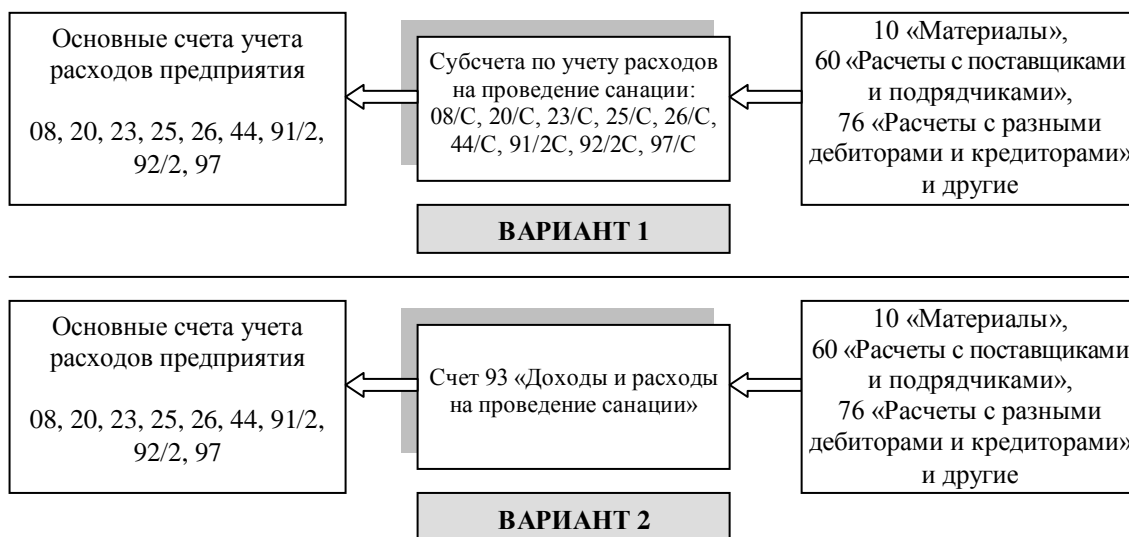 Основные счета учета
расходов предприятия
08, 20, 23, 25, 26, 44, 91/2,
92/2, 97
Субсчета по учету расходов
на проведение санации:
08/С, 20/С, 23/С, 25/С, 26/С,
44/С, 91/2С, 92/2С, 97/С
10 «Материалы»,
60 «Расчеты с поставщиками
и подрядчиками»,
76 «Расчеты с разными
дебиторами и кредиторами»
и другие
ВАРИАНТ 1
Основные счета учета
расходов предприятия
08, 20, 23, 25, 26, 44, 91/2,
92/2, 97
Счет 93 «Доходы и расходы
на проведение санации»
10 «Материалы»,
60 «Расчеты с поставщиками
и подрядчиками»,
76 «Расчеты с разными
дебиторами и кредиторами»
и другие
ВАРИАНТ 2